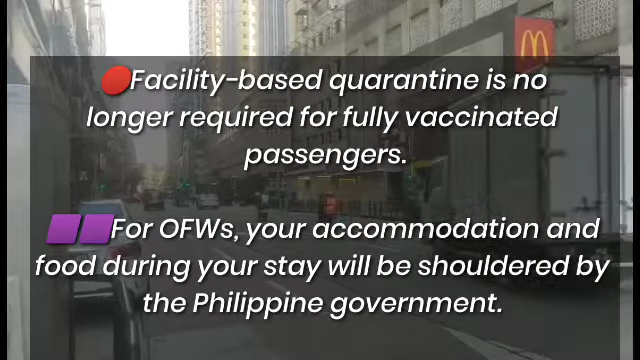 🔴Facility-based quarantine is no
longer required for fully vaccinated
passengers.
🟪🟪For OFWs, your accommodation and
food during your stay will be shouldered by
the Philippine government.